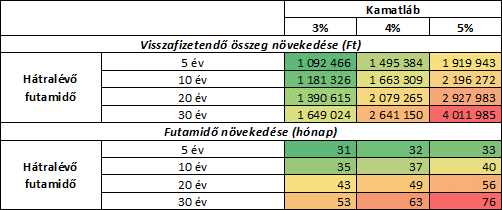 Kamatláb
3% 4% 5%
Visszafizetendő összeg növekedése (Ft)
Hátralévő futamidő
5 év 1 092 466 1 495 384 1 919 943
10 év 1 181 326 1 663 309 2 196 272
20 év 1 390 615 2 079 265 2 927 983
30 év 1 649 024 2 641 150 4 011 985
Futamidő növekedése (hónap)
Hátralévő futamidő
5 év 31 32 33
10 év 35 37 40
20 év 43 49 56
30 év 53 63 76